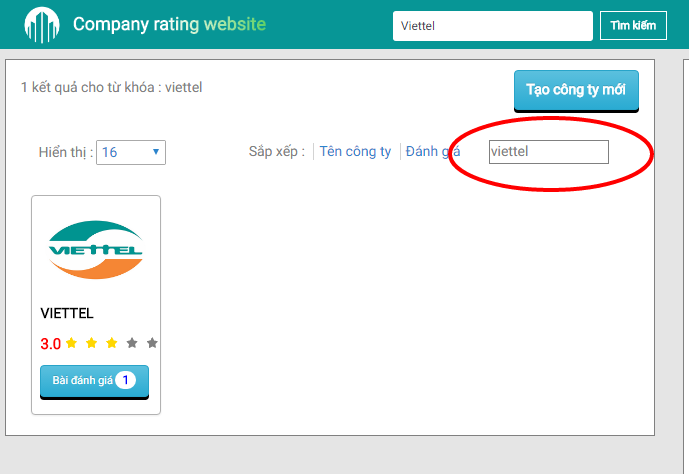 Company rating website
Viettel
Tìm kiếm
1 kết quả cho từ khóa : viettel
Tạo công ty mới
Hiển thị : 16
Sắp xếp : Tên công ty Đánh giá
viettel
VIETTEL
VIETTEL
3.0
Bài đánh giá 1